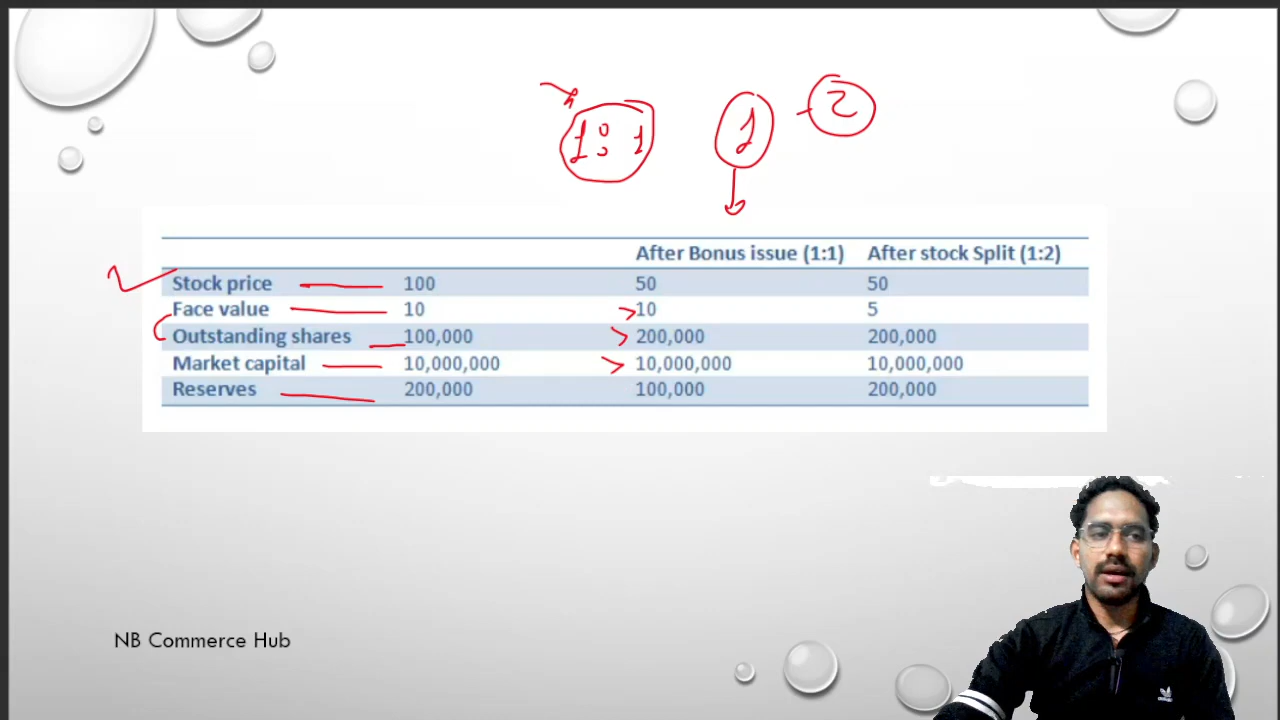 1:1 1 - 2
After Bonus issue (1:1) After stock Split (1:2)
Stock price 100 50 50
Face value 10 10 5
Outstanding shares 100,000 200,000 200,000
Market capital 10,000,000 10,000,000 10,000,000
Reserves 200,000 100,000 200,000
NB Commerce Hub